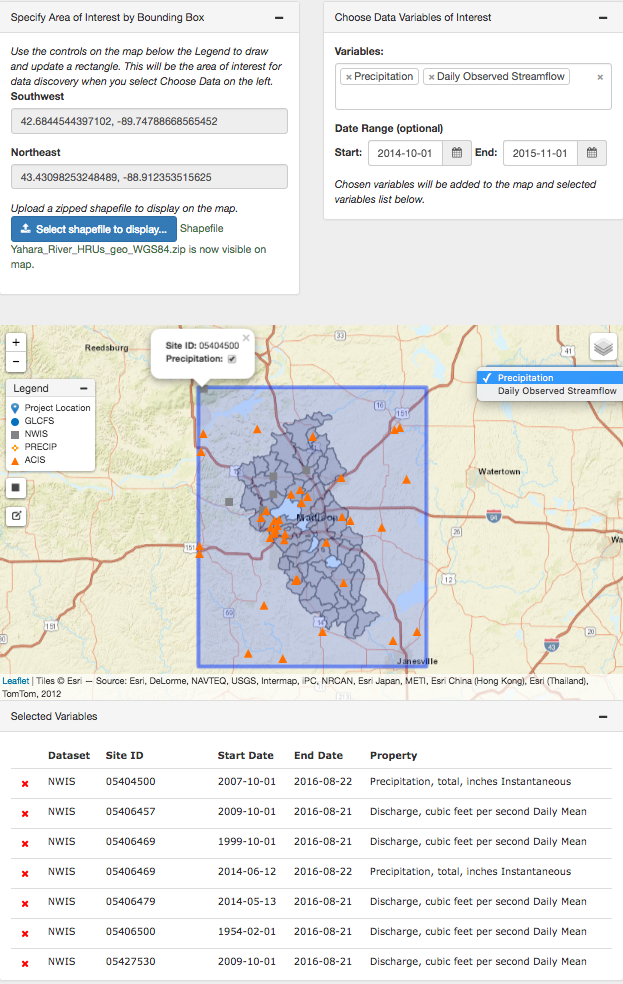 Specify Area of Interest by Bounding Box
Use the controls on the map below the Legend to draw
and update a rectangle. This will be the area of interest for
data discovery when you select Choose Data on the left.
Southwest
42.6844544397102, -89.74788668565452
Northeast
43.43098253248489, -88.912353515625
Upload a zipped shapefile to display on the map.
Select shapefile to display... Shapefile
Yahara_River_HRUs_geo_WGS84.zip is now visible on
map.
Choose Data Variables of Interest
Variables:
× Precipitation × Daily Observed Streamflow ×
Date Range (optional)
Start: 2014-10-01 End: 2015-11-01
Chosen variables will be added to the map and selected
variables list below.
+
−
Reedsburg
Site ID: 05404500 ×
Precipitation:
33
41
Legend
Project Location
GLCFS
NWIS
PRECIP
ACIS
Precipitation
Daily Observed Streamflow
16
151
Watertown
Madison
94
26
151
12
69
151
14
20
43
Janesville
Leaflet | Tiles © Esri — Source: Esri, DeLorme, NAVTEQ, USGS, Intermap, iPC, NRCAN, Esri Japan, METI, Esri China (Hong Kong), Esri (Thailand),
TomTom, 2012
Selected Variables
Dataset Site ID Start Date End Date Property
NWIS 05404500 2007-10-01 2016-08-22 Precipitation, total, inches Instantaneous
NWIS 05406457 2009-10-01 2016-08-21 Discharge, cubic feet per second Daily Mean
NWIS 05406469 1999-10-01 2016-08-21 Discharge, cubic feet per second Daily Mean
NWIS 05406469 2014-06-12 2016-08-22 Precipitation, total, inches Instantaneous
NWIS 05406479 2014-05-13 2016-08-21 Discharge, cubic feet per second Daily Mean
NWIS 05406500 1954-02-01 2016-08-21 Discharge, cubic feet per second Daily Mean
NWIS 05427530 2009-10-01 2016-08-21 Discharge, cubic feet per second Daily Mean